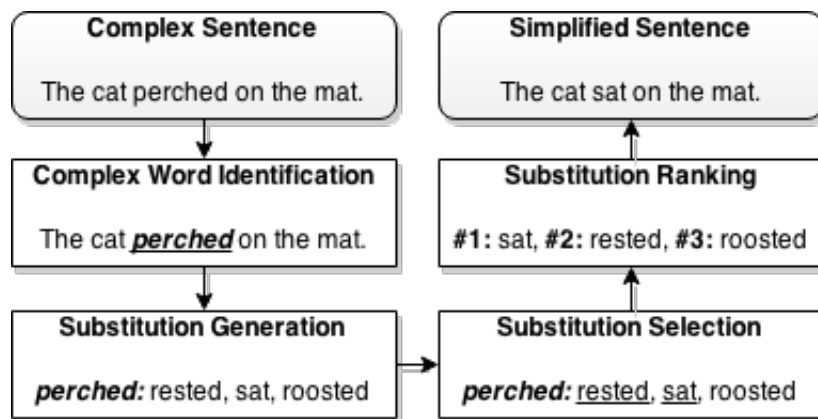 Complex Sentence
The cat perched on the mat.
Complex Word Identification
The cat perched on the mat.
Substitution Generation
perched: rested, sat, roosted
Substitution Selection
perched: rested, sat, roosted
Substitution Ranking
#1: sat, #2: rested, #3: roosted
Simplified Sentence
The cat sat on the mat.